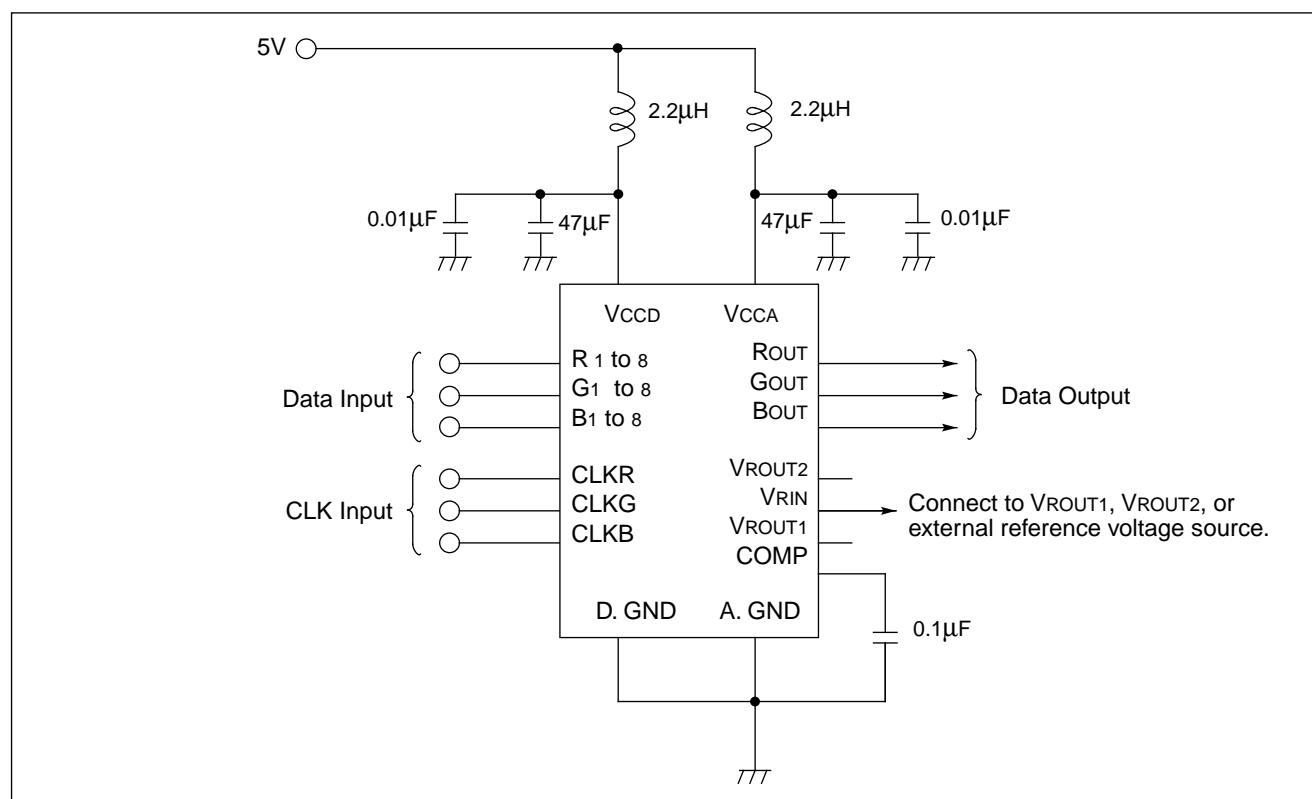 5V
2.2μH
2.2μH
0.01μF
47μF
47μF
0.01μF
VCCD
VCCA
Data Input
R 1 to 8
G1 to 8
B1 to 8
ROUT
GOUT
BOUT
Data Output
CLK Input
CLKR
CLKG
CLKB
VROUT2
VRIN
VROUT1
COMP
Connect to VROUT1, VROUT2, or
external reference voltage source.
D. GND
A. GND
0.1μF